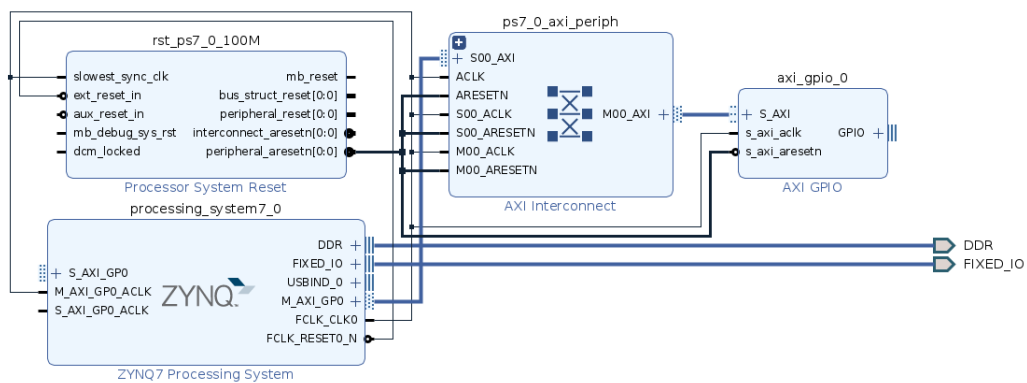 rst_ps7_0_100M
slowest_sync_clk
ext_reset_in
aux_reset_in
mb_debug_sys_rst
dcm_locked
mb_reset
bus_struct_reset[0:0]
peripheral_reset[0:0]
interconnect_aresetn[0:0]
peripheral_aresetn[0:0]
Processor System Reset
ps7_0_axi_periph
S00_AXI
ACLK
ARESETN
S00_ACLK
S00_ARESETN
M00_ACLK
M00_ARESETN
M00_AXI
AXI Interconnect
axi_gpio_0
S_AXI
s_axi_aclk
s_axi_aresetn
GPIO
AXI GPIO
processing_system7_0
S_AXI_GP0
M_AXI_GP0_ACLK
S_AXI_GP0_ACLK
ZYNQ
DDR
FIXED_IO
USBIND_0
M_AXI_GP0
FCLK_CLK0
FCLK_RESET0_N
ZYNQ7 Processing System
DDR
FIXED_IO